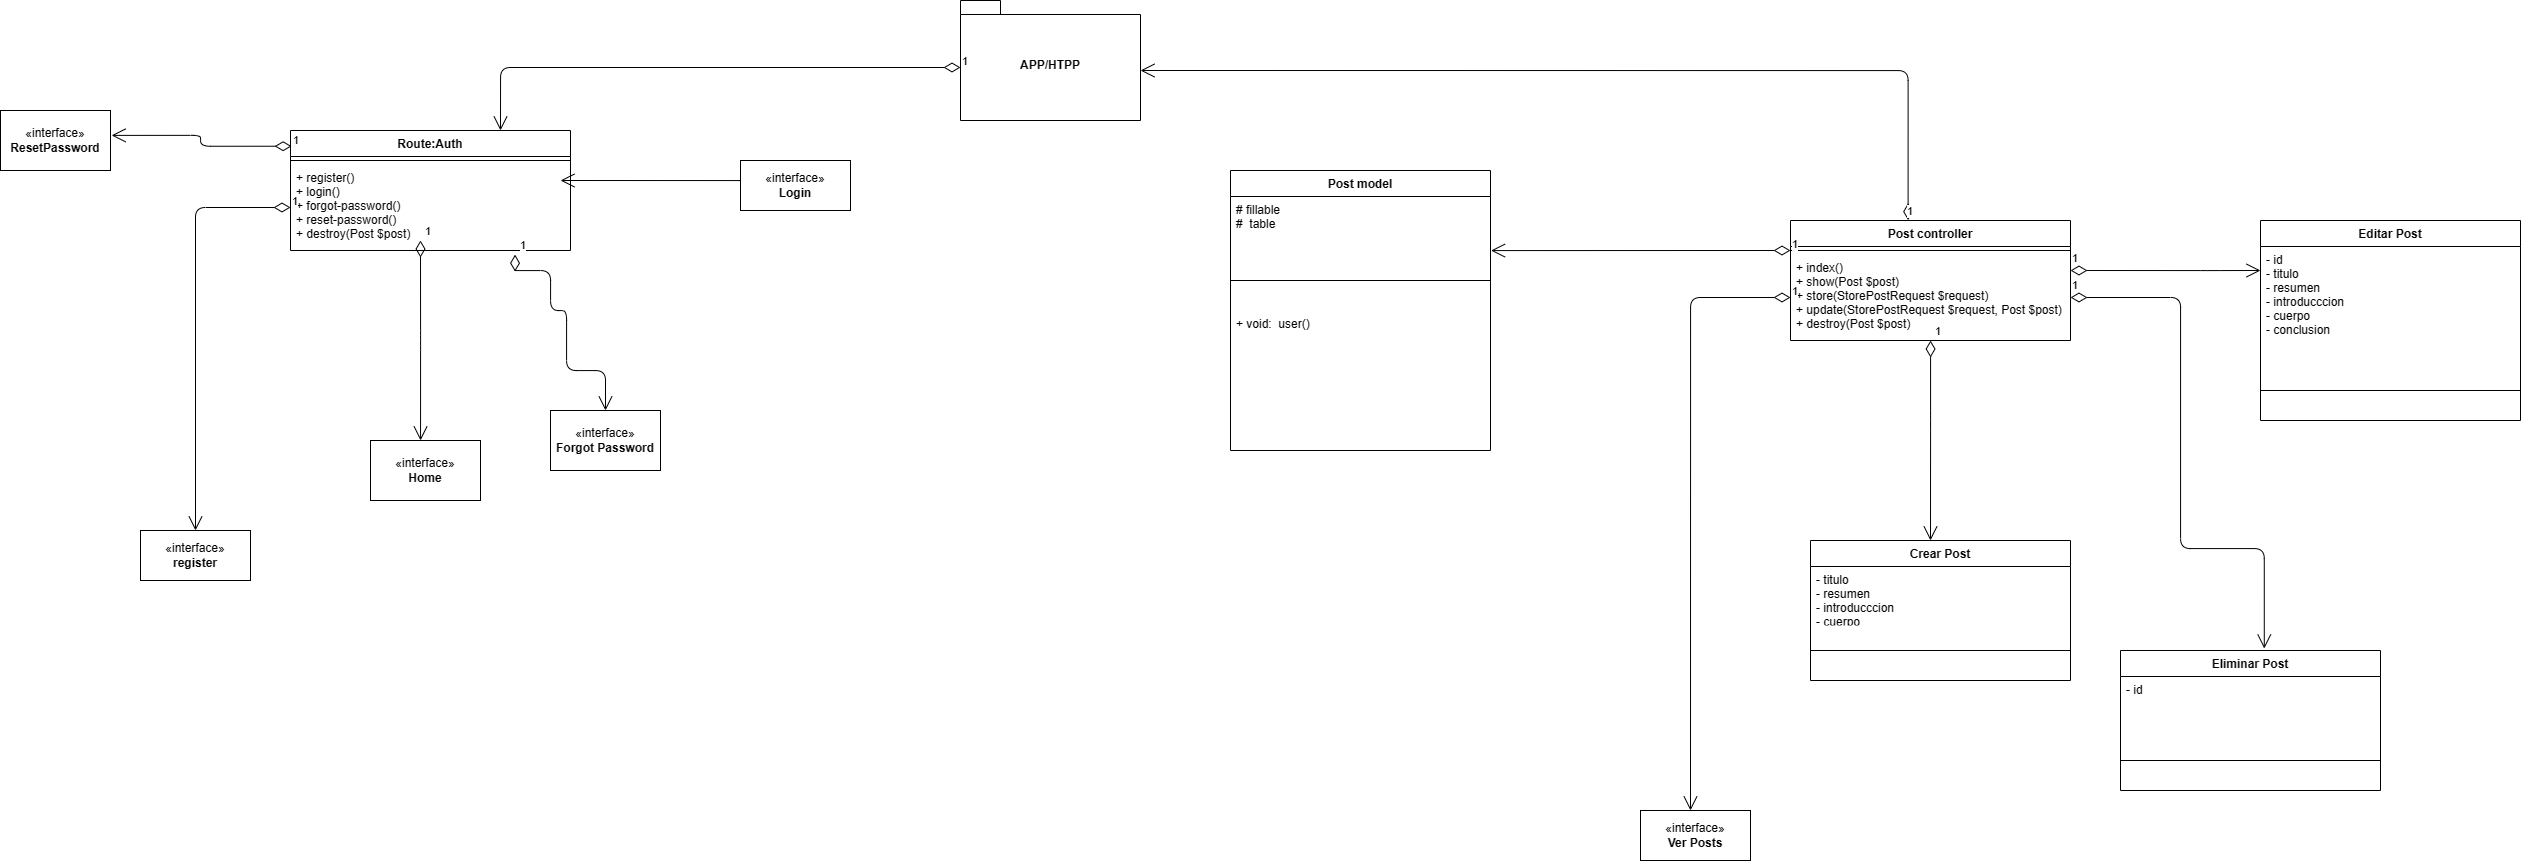 APP/HTPP
1
«interface»
ResetPassword
1
Route:Auth
+ register()
+ login()
1
+ forgot-password()
+ reset-password()
+ destroy(Post $post)
1
1
«interface»
Login
«interface»
Home
«interface»
Forgot Password
«interface»
register
Post model
# fillable
# table
+ void: user()
1
Post controller
1
+ index()
+ show(Post $post)
1
+ store(StorePostRequest $request)
+ update(StorePostRequest $request, Post $post)
+ destroy(Post $post)
1
1
1
Editar Post
- id
- titulo
- resumen
- introducccion
- cuerpo
- conclusion
Crear Post
- titulo
- resumen
- introducccion
- cuerpo
Eliminar Post
- id
«interface»
Ver Posts